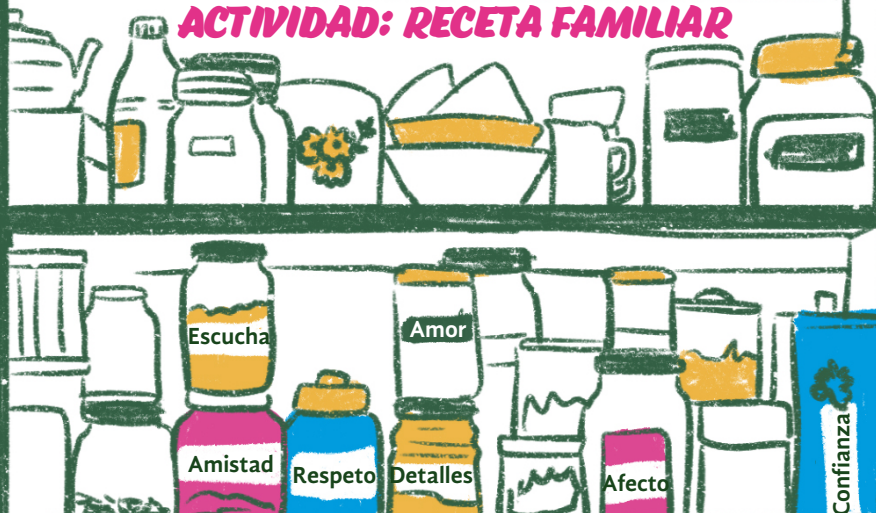 ACTIVIDAD: RECETA FAMILIAR
Escucha
Amor
Amistad
Respeto
Detalles
Afecto
Confianza